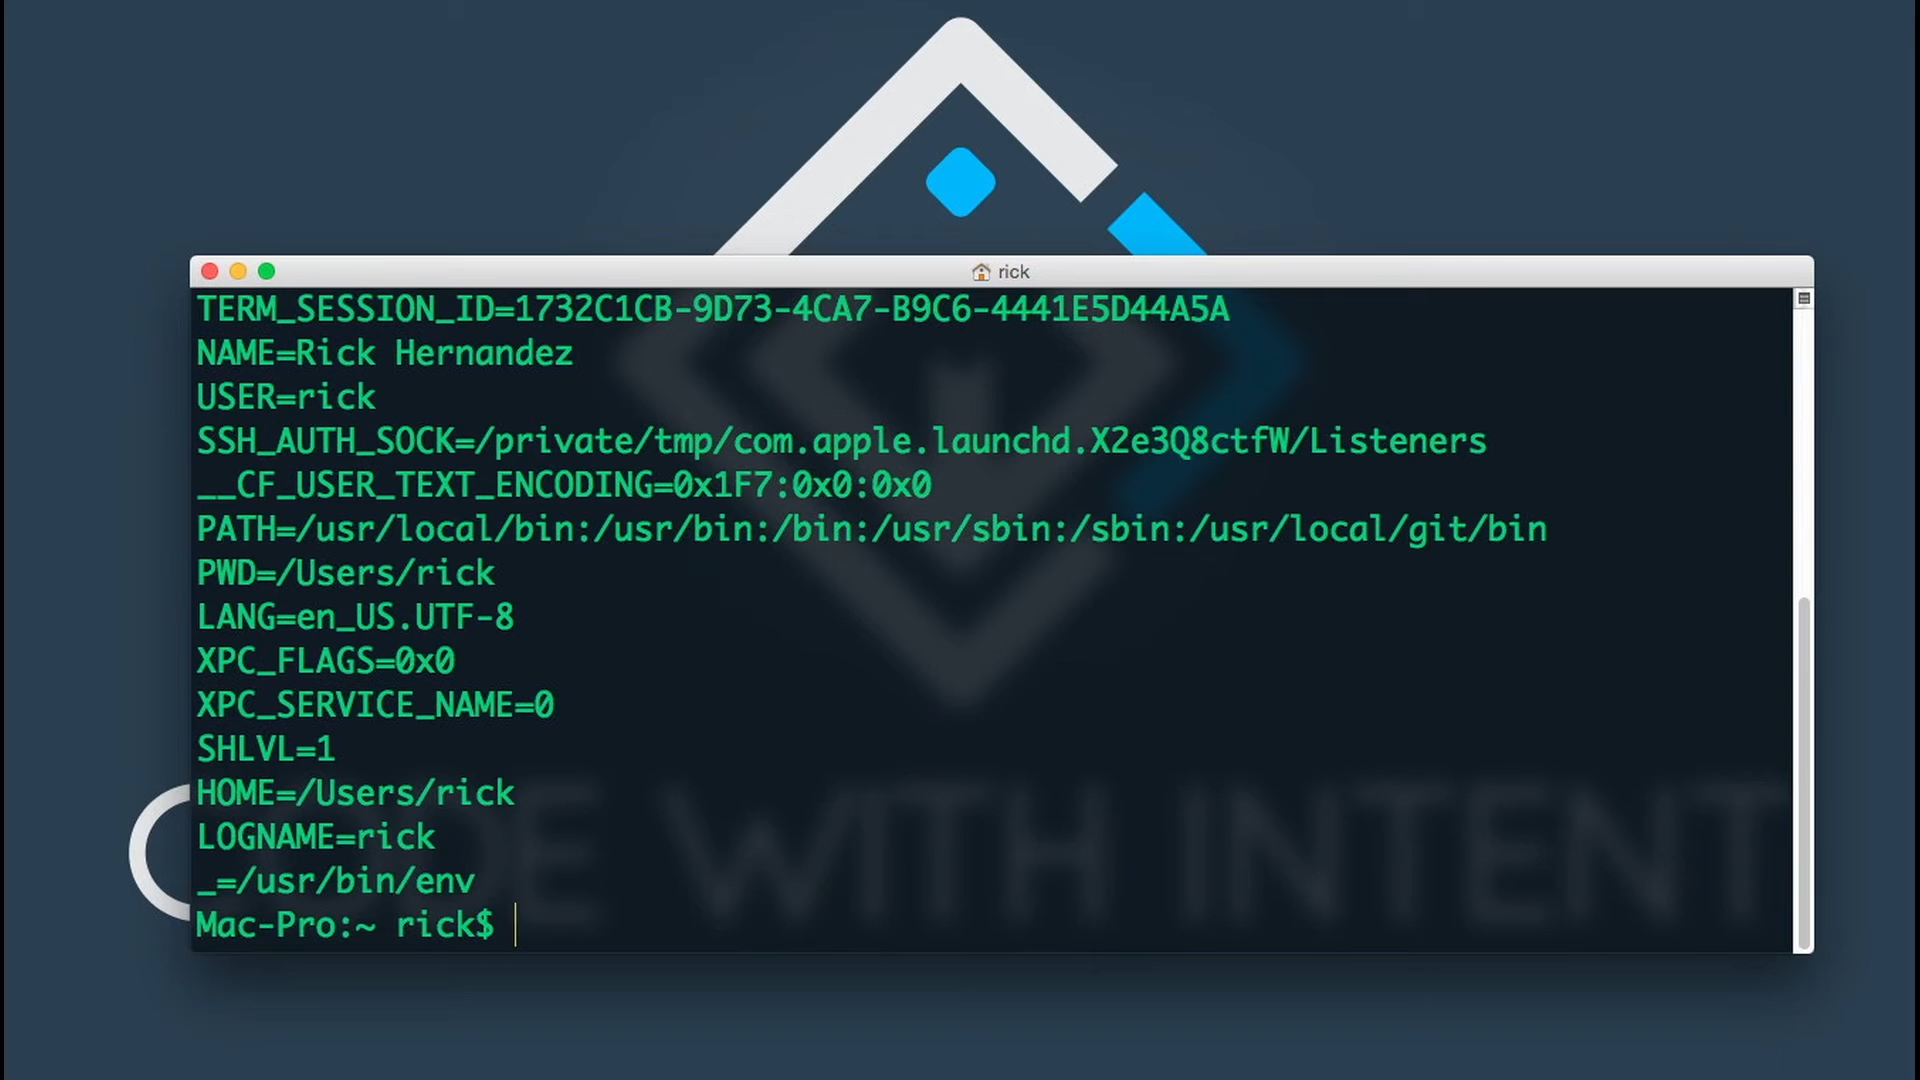 rick
TERM_SESSION_ID=1732C1CB-9D73-4CA7-B9C6-4441E5D44A5A
NAME=Rick Hernandez
USER=rick
SSH_AUTH_SOCK=/private/tmp/com.apple.launchd.X2e3Q8ctfW/Listeners
__CF_USER_TEXT_ENCODING=0x1F7:0x0:0x0
PATH=/usr/local/bin:/usr/bin:/bin:/usr/sbin:/sbin:/usr/local/git/bin
PWD=/Users/rick
LANG=en_US.UTF-8
XPC_FLAGS=0x0
XPC_SERVICE_NAME=0
SHLVL=1
HOME=/Users/rick
LOGNAME=rick
_=/usr/bin/env
Mac-Pro:~ rick$
CODE WITH INTENT